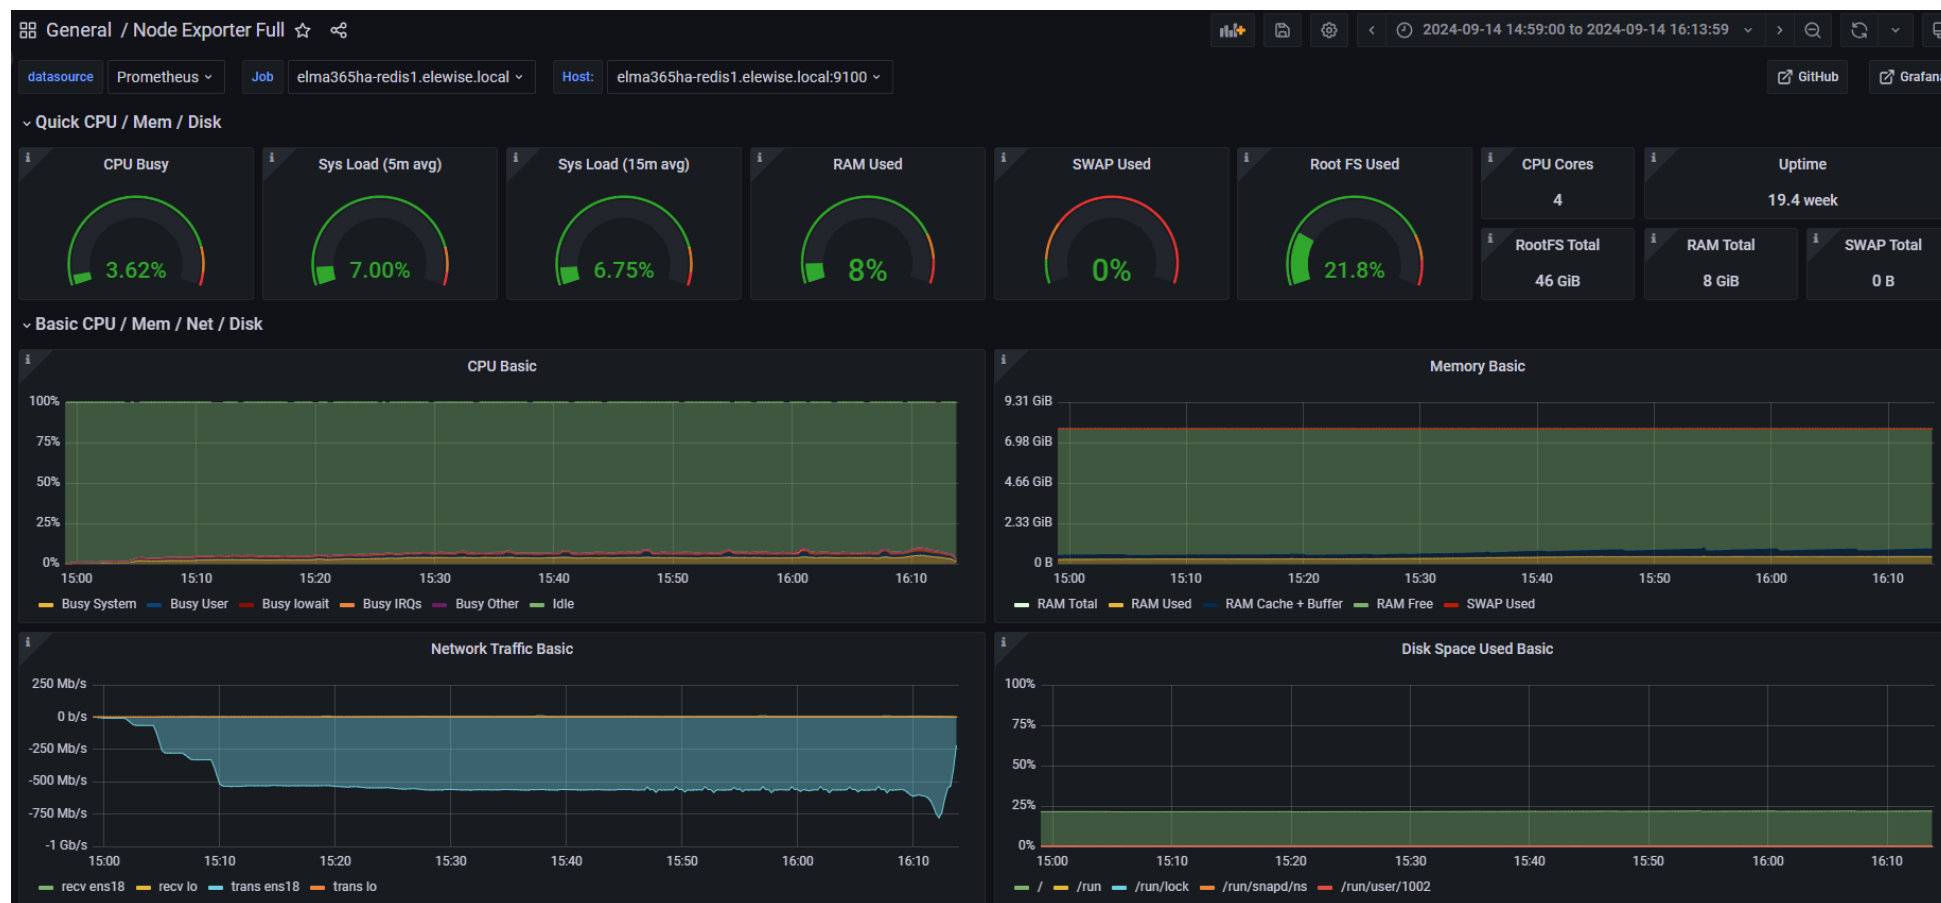 General / Node Exporter Full
2024-09-14 14:59:00 to 2024-09-14 16:13:59
datasource Prometheus Job elma365ha-redis1.elewise.local Host: elma365ha-redis1.elewise.local:9100 GitHub Grafana
Quick CPU / Mem / Disk
CPU Busy
3.62%
Sys Load (5m avg)
7.00%
Sys Load (15m avg)
6.75%
RAM Used
8%
SWAP Used
0%
Root FS Used
21.8%
CPU Cores
4
Uptime
19.4 week
RootFS Total
46 GiB
RAM Total
8 GiB
SWAP Total
0 B
Basic CPU / Mem / Net / Disk
CPU Basic
100%
75%
50%
25%
0%
15:00 15:10 15:20 15:30 15:40 15:50 16:00 16:10
Busy System Busy User Busy Iowait Busy IRQs Busy Other Idle
Memory Basic
9.31 GiB
6.98 GiB
4.66 GiB
2.33 GiB
0 B
15:00 15:10 15:20 15:30 15:40 15:50 16:00 16:10
RAM Total RAM Used RAM Cache + Buffer RAM Free SWAP Used
Network Traffic Basic
250 Mb/s
0 b/s
-250 Mb/s
-500 Mb/s
-750 Mb/s
-1 Gb/s
15:00 15:10 15:20 15:30 15:40 15:50 16:00 16:10
recv ens18 recv lo trans ens18 trans lo
Disk Space Used Basic
100%
75%
50%
25%
0%
15:00 15:10 15:20 15:30 15:40 15:50 16:00 16:10
/ /run /run/lock /run/snapd/ns /run/user/1002